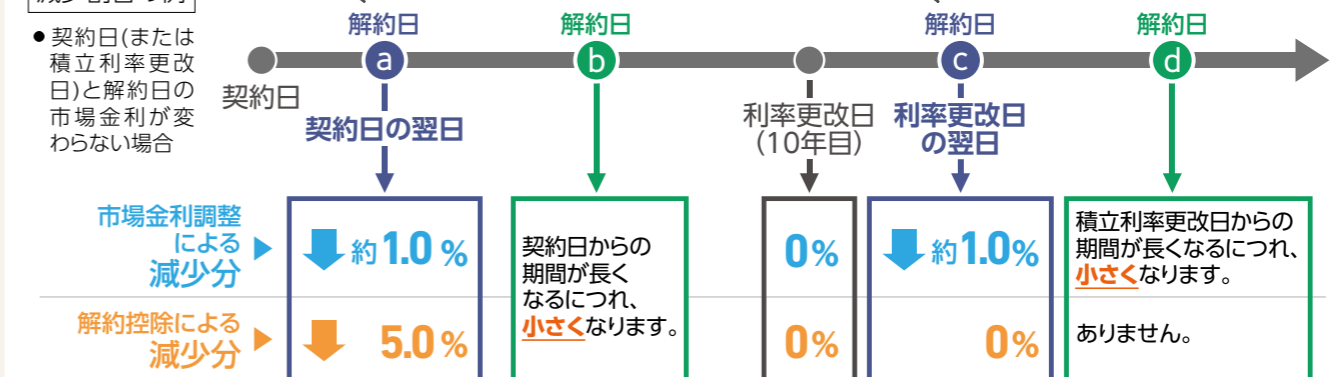 減少割合の例
● 契約日(または
積立利率更改
日)と解約日の
市場金利が変
わらない場合
解約日
a
解約日
b
解約日
c
解約日
d
契約日
契約日の翌日
利率更改日
(10年目)
利率更改日
の翌日
市場金利調整
による
減少分
約1.0%
契約日からの
期間が長く
なるにつれ、
小さくなります。
0%
約1.0%
積立利率更改日からの
期間が長くなるにつれ、
小さくなります。
解約控除による
減少分
5.0%
0%
0%
ありません。